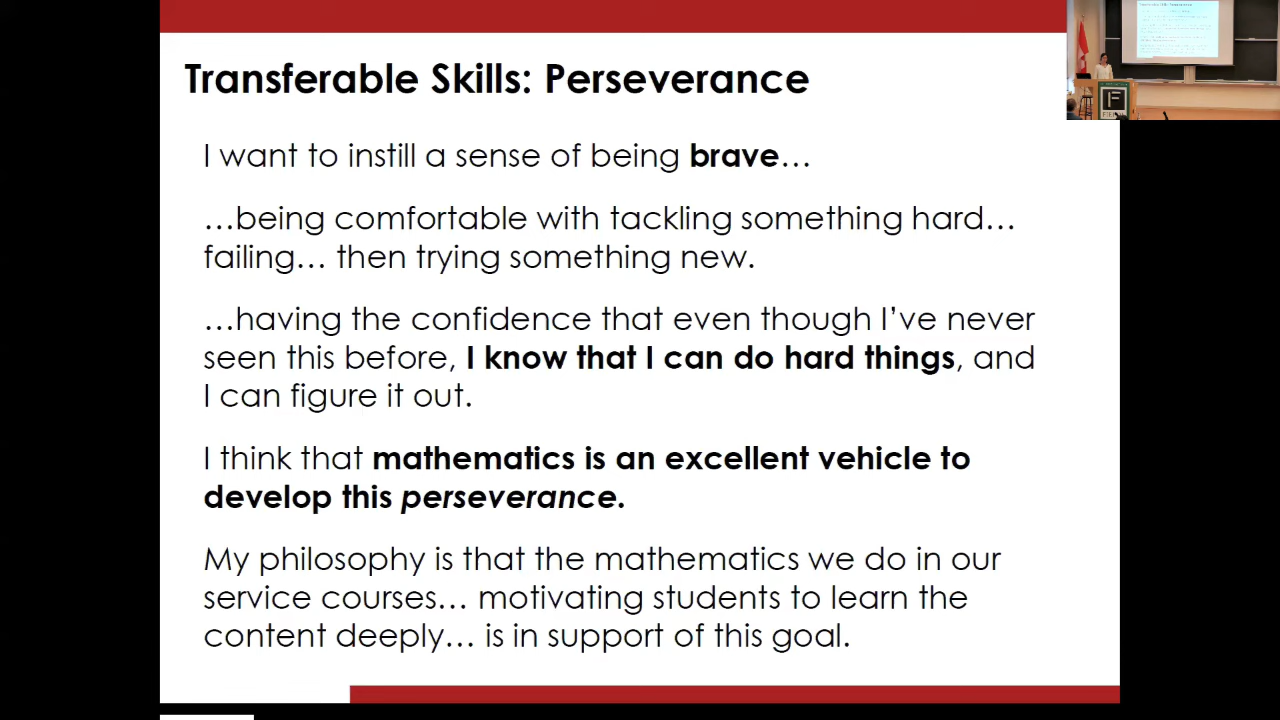 Transferable Skills: Perseverance
I want to instill a sense of being brave…
…being comfortable with tackling something hard…
failing… then trying something new.
…having the confidence that even though I’ve never
seen this before, I know that I can do hard things, and
I can figure it out.
I think that mathematics is an excellent vehicle to
develop this perseverance.
My philosophy is that the mathematics we do in our
service courses… motivating students to learn the
content deeply… is in support of this goal.